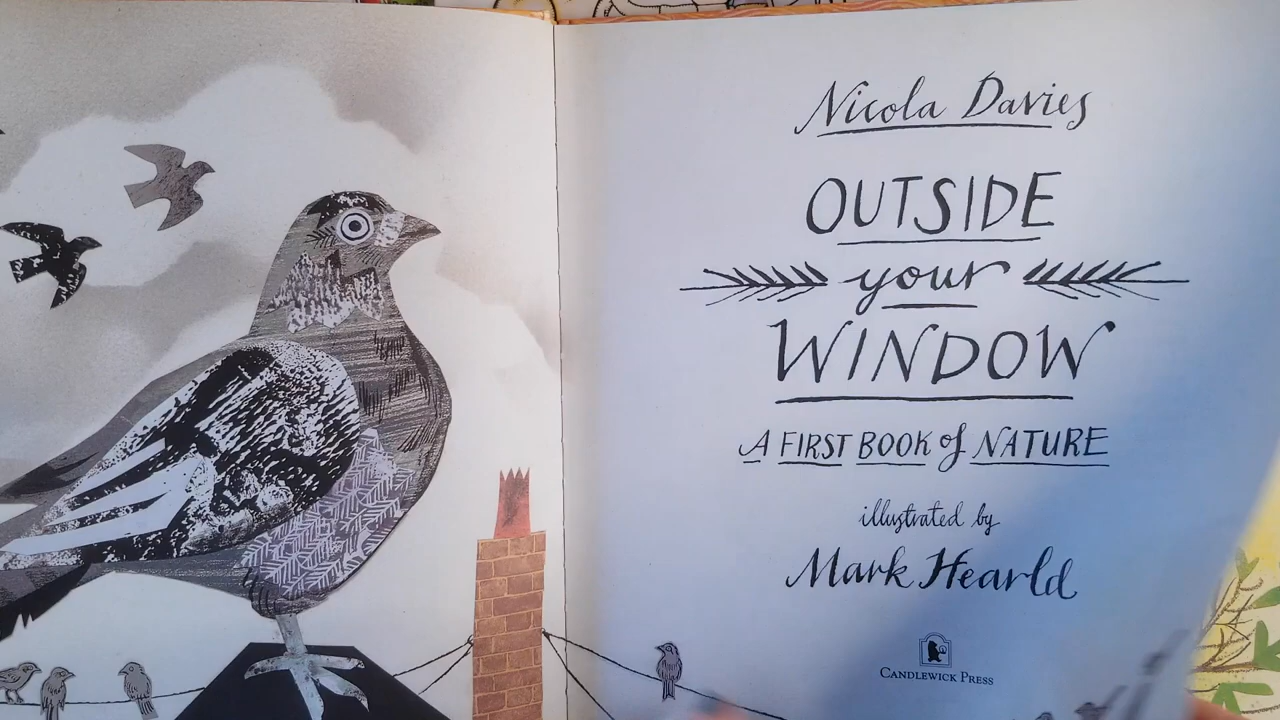 Nicola Davies
OUTSIDE
your
WINDOW
A FIRST BOOK of NATURE
illustrated by
Mark Hearld
CANDLEWICK PRESS